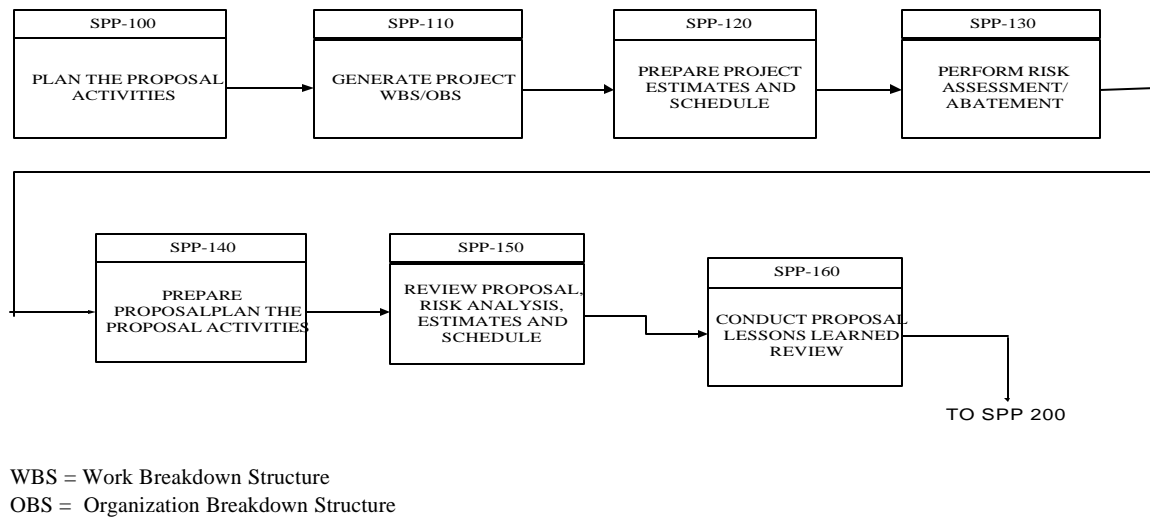 SPP-100
PLAN THE PROPOSAL
ACTIVITIES
SPP-110
GENERATE PROJECT
WBS/OBS
SPP-120
PREPARE PROJECT
ESTIMATES AND
SCHEDULE
SPP-130
PERFORM RISK
ASSESSMENT/
ABATEMENT
SPP-140
PREPARE
PROPOSALPLAN THE
PROPOSAL ACTIVITIES
SPP-150
REVIEW PROPOSAL,
RISK ANALYSIS,
ESTIMATES AND
SCHEDULE
SPP-160
CONDUCT PROPOSAL
LESSONS LEARNED
REVIEW
TO SPP 200
WBS = Work Breakdown Structure
OBS = Organization Breakdown Structure